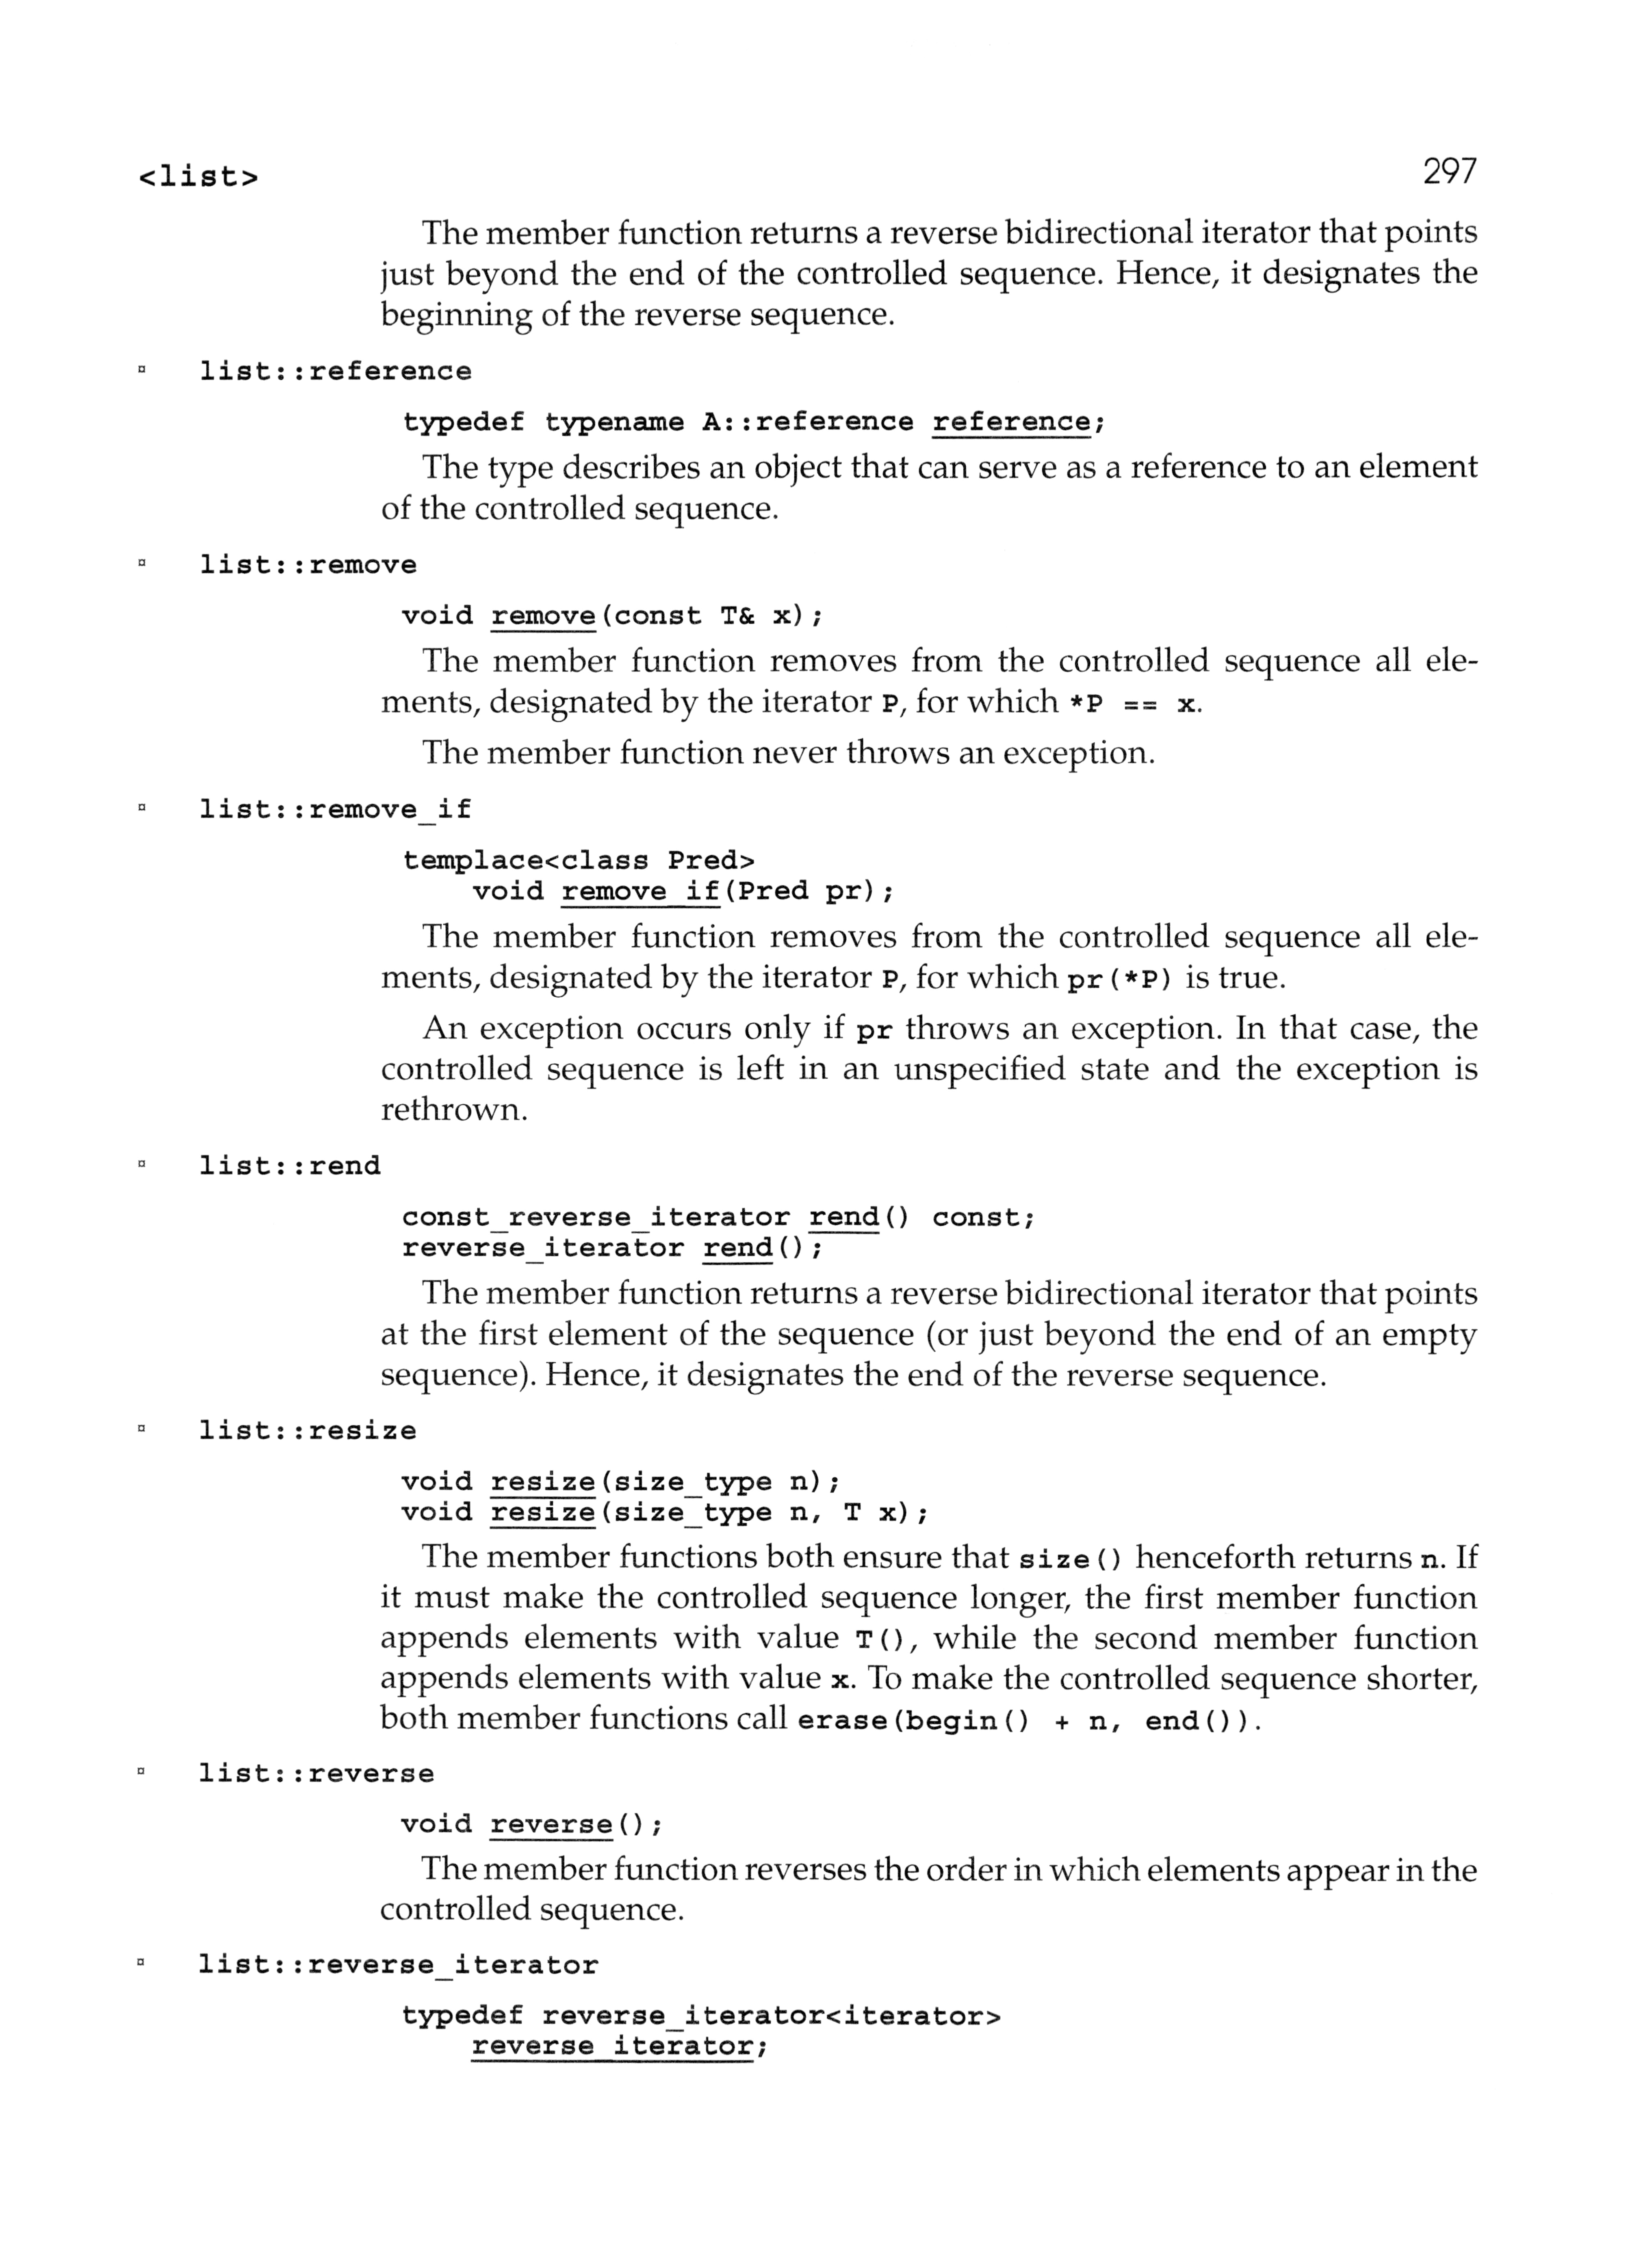 <list>
297
The member function returns a reverse bidirectional iterator that points
just beyond the end of the controlled sequence. Hence, it designates the
beginning of the reverse sequence.
▫ list::reference
typedef typename A::reference reference;
The type describes an object that can serve as a reference to an element
of the controlled sequence.
▫ list::remove
void remove(const T& x);
The member function removes from the controlled sequence all ele-
ments, designated by the iterator P, for which *P == x.
The member function never throws an exception.
▫ list::remove_if
templace<class Pred>
void remove_if(Pred pr);
The member function removes from the controlled sequence all ele-
ments, designated by the iterator P, for which pr(*P) is true.
An exception occurs only if pr throws an exception. In that case, the
controlled sequence is left in an unspecified state and the exception is
rethrown.
▫ list::rend
const_reverse_iterator rend() const;
reverse_iterator rend();
The member function returns a reverse bidirectional iterator that points
at the first element of the sequence (or just beyond the end of an empty
sequence). Hence, it designates the end of the reverse sequence.
▫ list::resize
void resize(size_type n);
void resize(size_type n, T x);
The member functions both ensure that size() henceforth returns n. If
it must make the controlled sequence longer, the first member function
appends elements with value T(), while the second member function
appends elements with value x. To make the controlled sequence shorter,
both member functions call erase(begin() + n, end()).
▫ list::reverse
void reverse();
The member function reverses the order in which elements appear in the
controlled sequence.
▫ list::reverse_iterator
typedef reverse_iterator<iterator>
reverse_iterator;